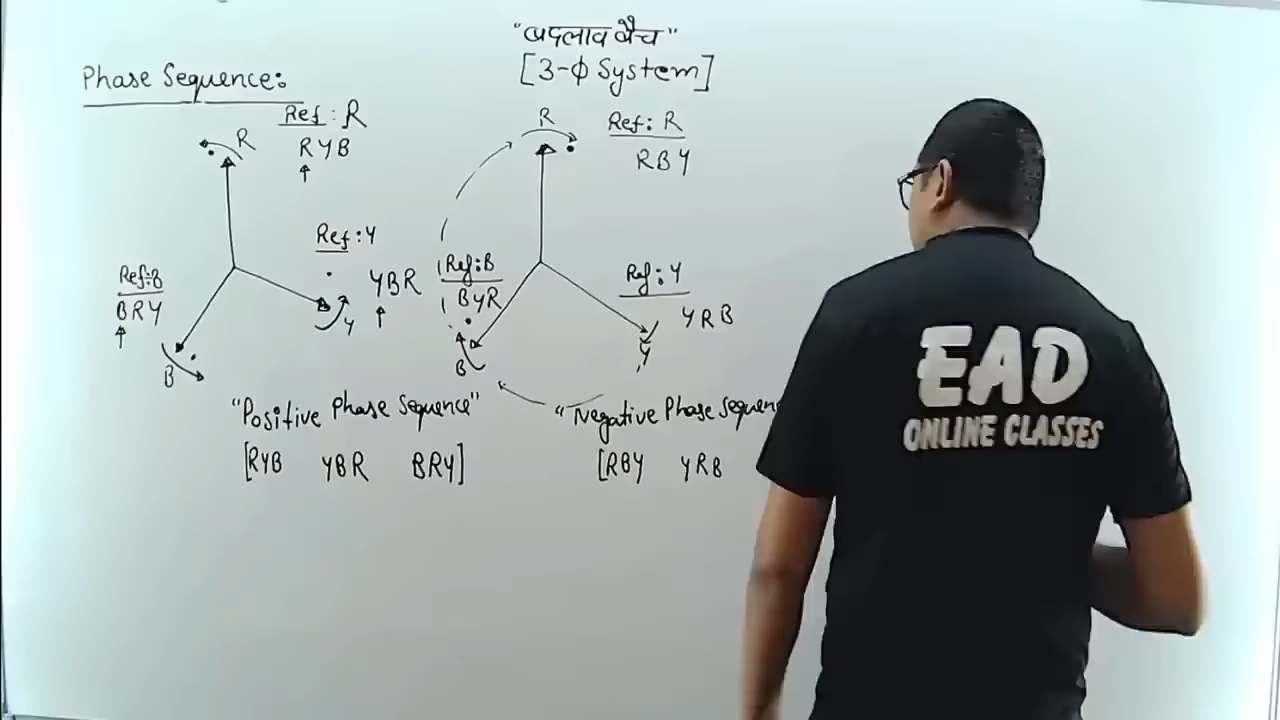 "बदलाव बैच"
[3-Φ System]
Phase Sequence:
Ref: R
R
RYB
Ref: Y
YBR
Y
Ref: B
BRY
B
"Positive Phase Sequence"
[RYB YBR BRY]
R
Ref: R
RBY
Ref: B
BYR
B
Ref: Y
YRB
Y
"Negative Phase Sequen
[RBY YRB
EAD
ONLINE CLASSES